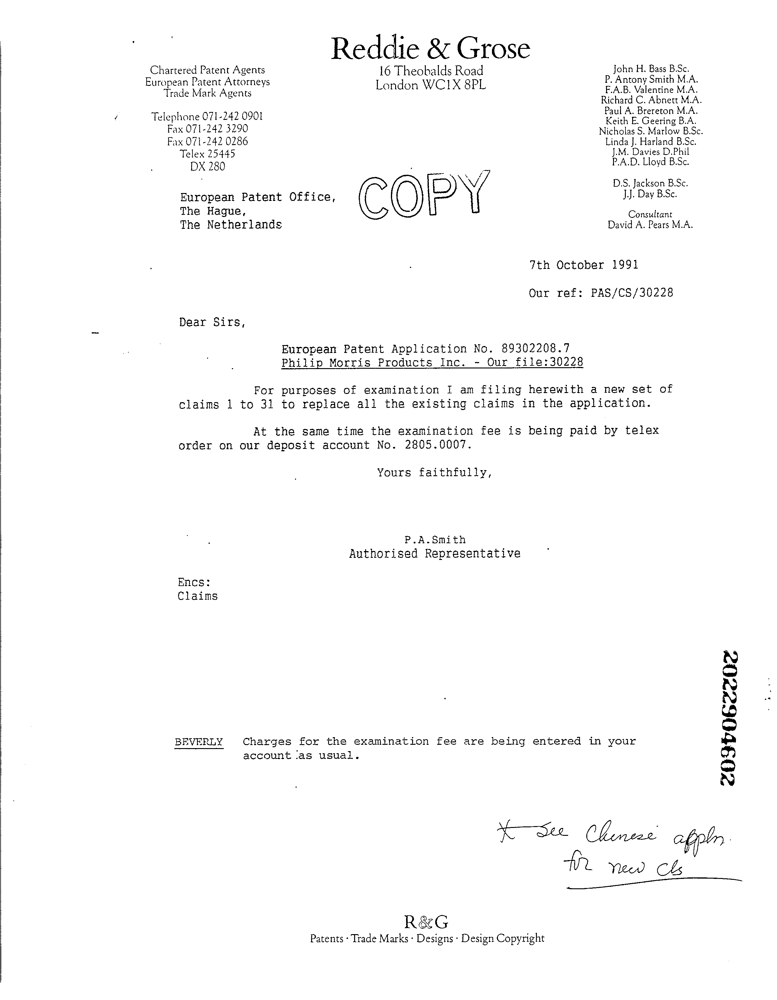 Reddie & Grose
16 Theobalds Road
London WC1X 8PL
Chartered Patent Agents
European Patent Attorneys
Trade Mark Agents
Telephone 071-242 0901
Fax 071-242 3290
Fax 071-242 0286
Telex 25445
DX 280
John H. Bass B.Sc.
P. Antony Smith M.A.
F.A.B. Valentine M.A.
Richard C. Abnett M.A.
Paul A. Brereton M.A.
Keith E. Geering B.A.
Nicholas S. Marlow B.Sc.
Linda J. Harland B.Sc.
J.M. Davies D.Phil
P.A.D. Lloyd B.Sc.
D.S. Jackson B.Sc.
J.J. Day B.Sc.
Consultant
David A. Pears M.A.
European Patent Office,
The Hague,
The Netherlands
COPY
7th October 1991
Our ref: PAS/CS/30228
Dear Sirs,
European Patent Application No. 89302208.7
Philip Morris Products Inc. - Our file:30228
For purposes of examination I am filing herewith a new set of
claims 1 to 31 to replace all the existing claims in the application.
At the same time the examination fee is being paid by telex
order on our deposit account No. 2805.0007.
Yours faithfully,
P.A.Smith
Authorised Representative
Encs:
Claims
2022904602
BEVERLY Charges for the examination fee are being entered in your
account as usual.
* See Chinese appln.
for new cls
R&G
Patents · Trade Marks · Designs · Design Copyright